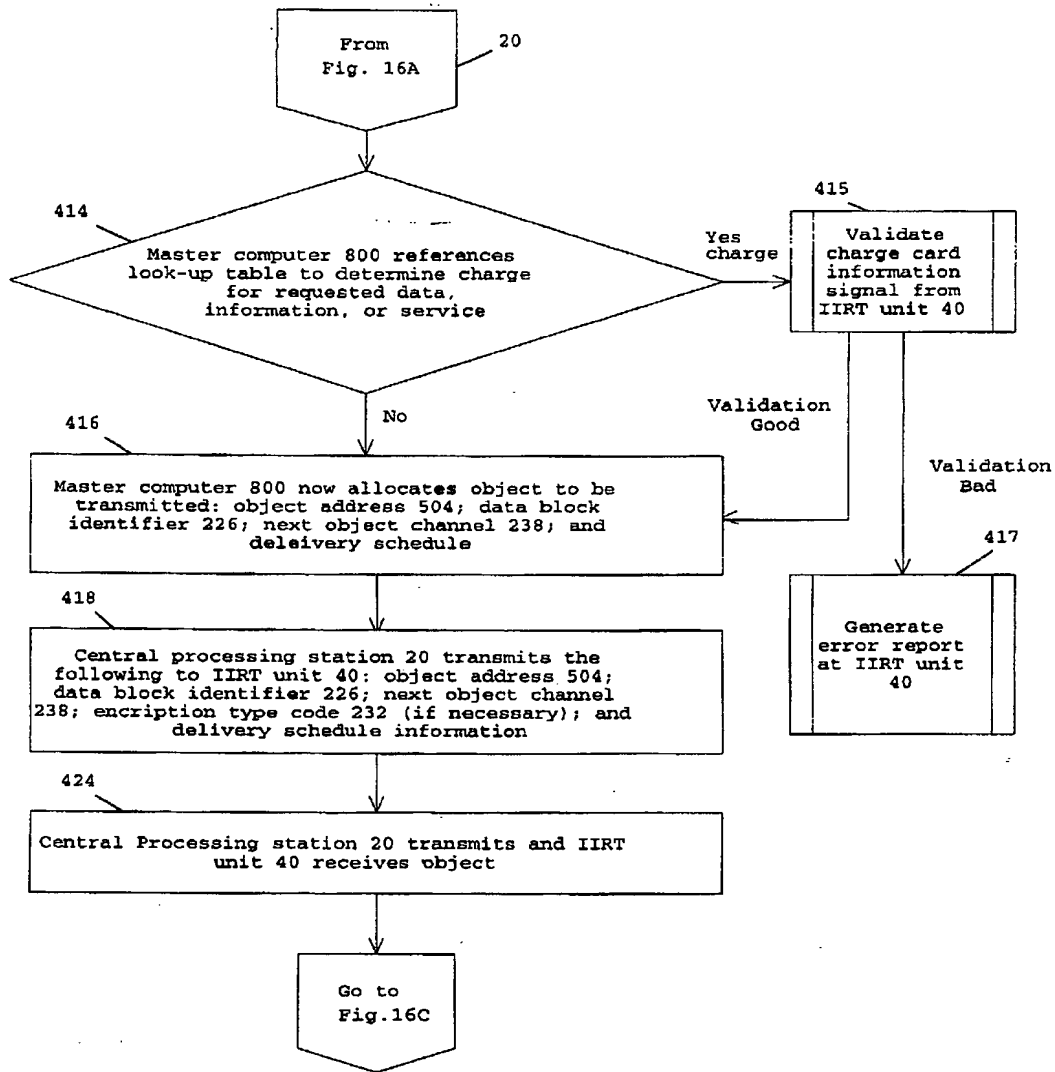 From
Fig. 16A
20
414
Master computer 800 references
look-up table to determine charge
for requested data,
information, or service
Yes
charge
415
Validate
charge card
information
signal from
IIRT unit 40
No
Validation
Good
Validation
Bad
416
Master computer 800 now allocates object to be
transmitted: object address 504; data block
identifier 226; next object channel 238; and
deleivery schedule
417
Generate
error report
at IIRT unit
40
418
Central processing station 20 transmits the
following to IIRT unit 40: object address 504;
data block identifier 226; next object channel
238; encription type code 232 (if necessary); and
delivery schedule information
424
Central Processing station 20 transmits and IIRT
unit 40 receives object
Go to
Fig.16C